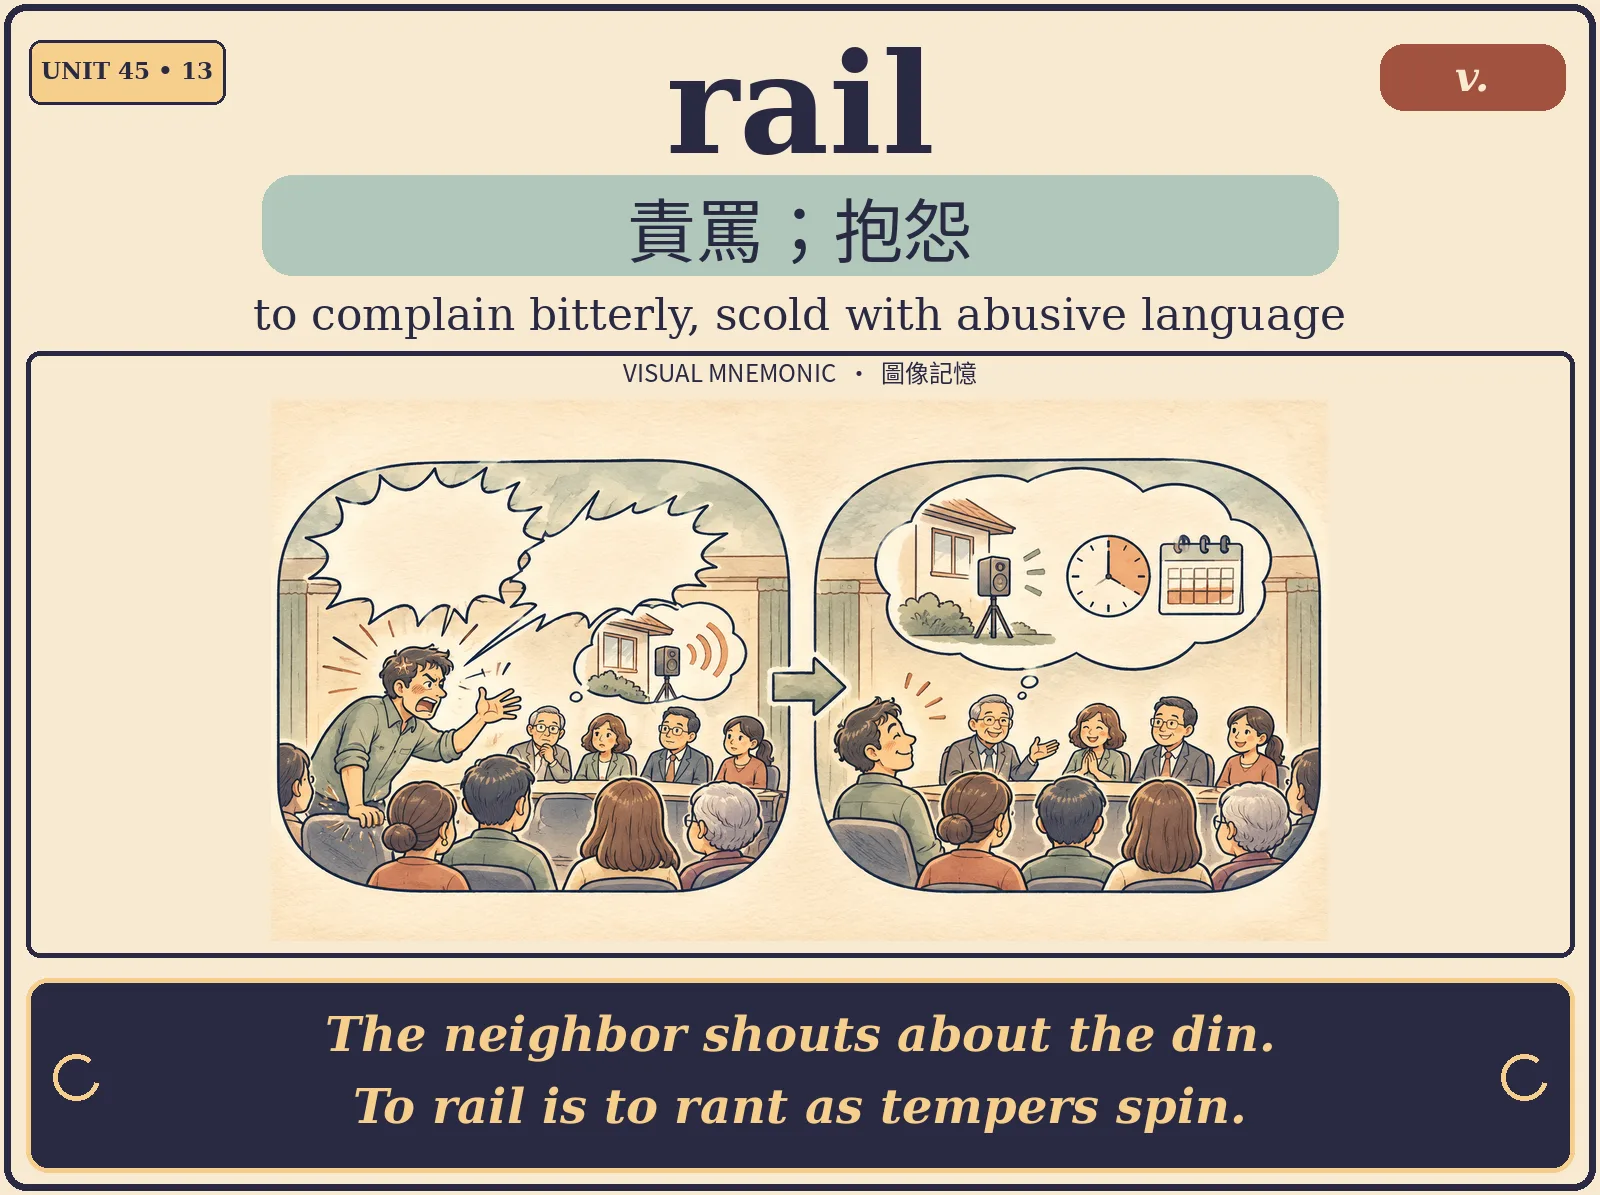 UNIT 45 • 13
rail
v.
責罵；抱怨
to complain bitterly, scold with abusive language
VISUAL MNEMONIC • 圖像記憶
The neighbor shouts about the din.
To rail is to rant as tempers spin.